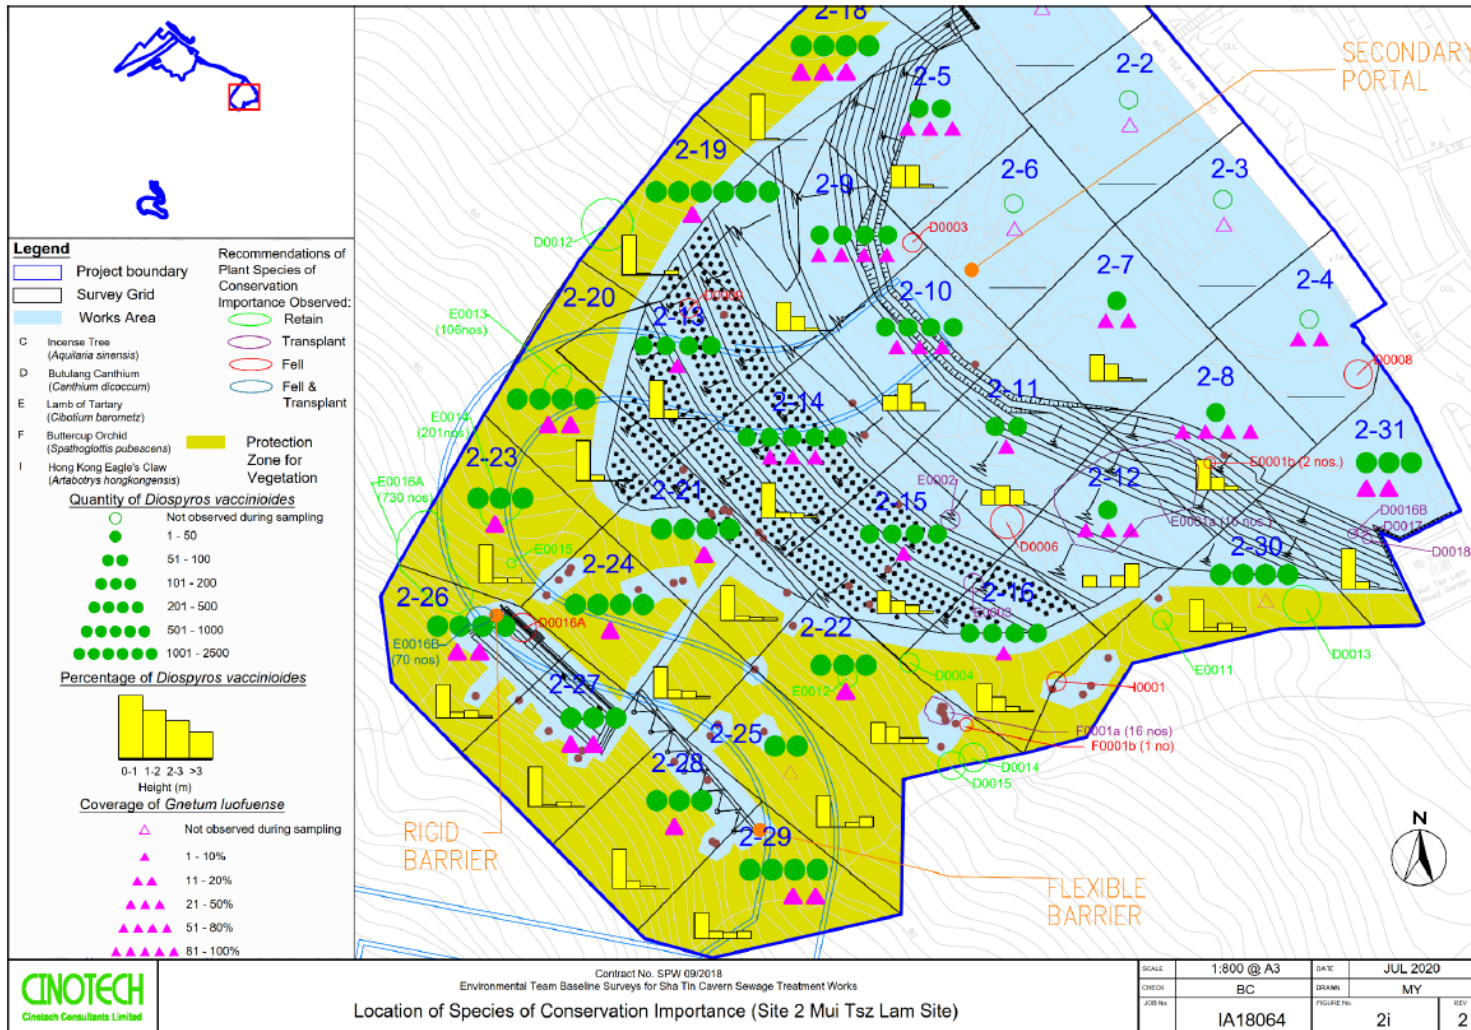 Legend
Project boundary
Survey Grid
Works Area
C Incense Tree
(Aquilaria sinensis)
D Butulang Canthium
(Canthium dicoccum)
E Lamb of Tartary
(Cibotium barometz)
F Buttercup Orchid
(Spathoglottis pubescens)
I Hong Kong Eagle's Claw
(Artabotrys hongkongensis)
Recommendations of
Plant Species of
Conservation
Importance Observed:
Retain
Transplant
Fell
Fell &
Transplant
Protection
Zone for
Vegetation
Quantity of Diospyros vaccinioides
Not observed during sampling
1 - 50
51 - 100
101 - 200
201 - 500
501 - 1000
1001 - 2500
Percentage of Diospyros vaccinioides
0-1 1-2 2-3 >3
Height (m)
Coverage of Gnetum luofuense
Not observed during sampling
1 - 10%
11 - 20%
21 - 50%
51 - 80%
81 - 100%
2-18
2-5
2-2
SECONDARY
PORTAL
2-19
2-9
2-6
2-3
D0012
D0003
2-7
2-4
2-20
D0009
2-13
2-10
E0013
(106nos)
D0008
2-11
2-8
2-14
E0014
(201nos)
2-31
2-23
E0001b (2 nos.)
2-12
E0016A
(730 nos)
2-21
2-15
E0002
E0001a (10 nos.)
D0016B
D0017
D0018
D0006
E0015
2-24
2-30
2-26
2-16
E0003
D0016A
E0016B
(70 nos)
2-22
D0004
E0011
D0013
2-27
E0012
I0001
2-25
F0001a (16 nos)
F0001b (1 no)
2-28
D0014
D0015
RIGID
BARRIER
2-29
FLEXIBLE
BARRIER
Mui Tsz Lam
N
CINOTECH
Cinotech Consultants Limited
Contract No. SPW 09/2018
Environmental Team Baseline Surveys for Sha Tin Cavern Sewage Treatment Works
Location of Species of Conservation Importance (Site 2 Mui Tsz Lam Site)
SCALE 1:800 @ A3 DATE JUL 2020
CHECK BC DRAWN MY
JOB No. IA18064 FIGURE No. 2i REV 2